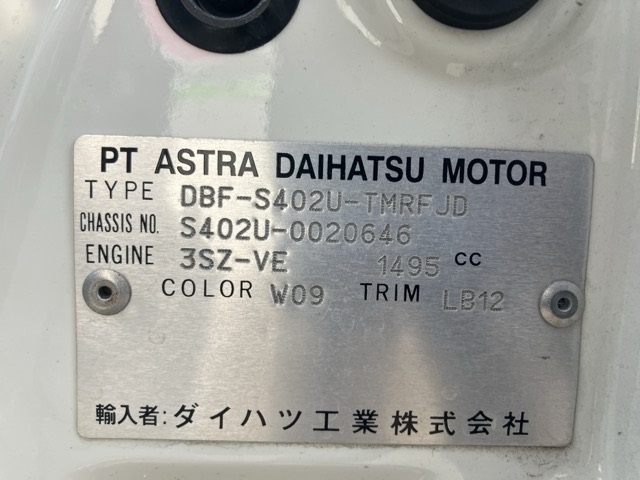 PT ASTRA DAIHATSU MOTOR
TYPE DBF-S402U-TMRFJD
CHASSIS NO. S402U-0020646
ENGINE 3SZ-VE 1495 CC
COLOR W09 TRIM LB12
輸入者:ダイハツ工業株式会社